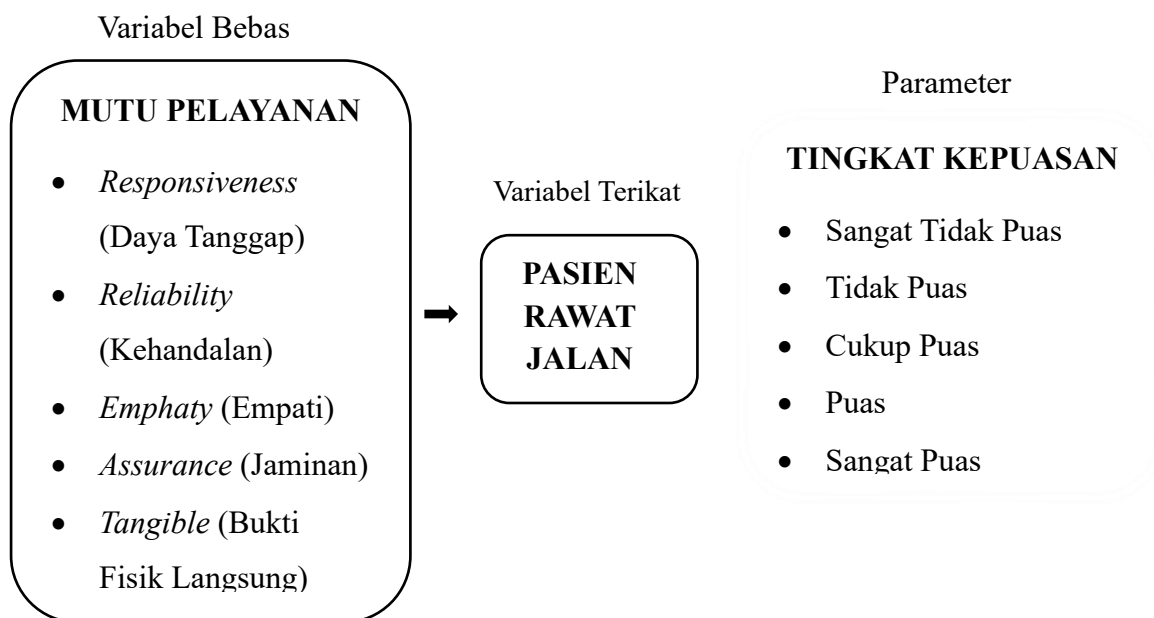 Variabel Bebas
MUTU PELAYANAN
• Responsiveness
(Daya Tanggap)
• Reliability
(Kehandalan)
• Emphaty (Empati)
• Assurance (Jaminan)
• Tangible (Bukti
Fisik Langsung)
Variabel Terikat
PASIEN
RAWAT
JALAN
Parameter
TINGKAT KEPUASAN
• Sangat Tidak Puas
• Tidak Puas
• Cukup Puas
• Puas
• Sangat Puas